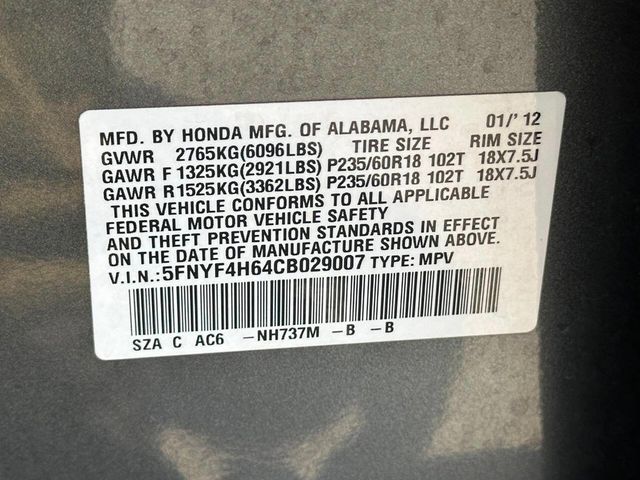 MFD. BY HONDA MFG. OF ALABAMA, LLC 01/' 12
GVWR 2765KG(6096LBS) TIRE SIZE RIM SIZE
GAWR F 1325KG(2921LBS) P235/60R18 102T 18X7.5J
GAWR R 1525KG(3362LBS) P235/60R18 102T 18X7.5J
THIS VEHICLE CONFORMS TO ALL APPLICABLE
FEDERAL MOTOR VEHICLE SAFETY
AND THEFT PREVENTION STANDARDS IN EFFECT
ON THE DATE OF MANUFACTURE SHOWN ABOVE.
V.I.N.:5FNYF4H64CB029007 TYPE: MPV
SZA C AC6 -NH737M -B -B